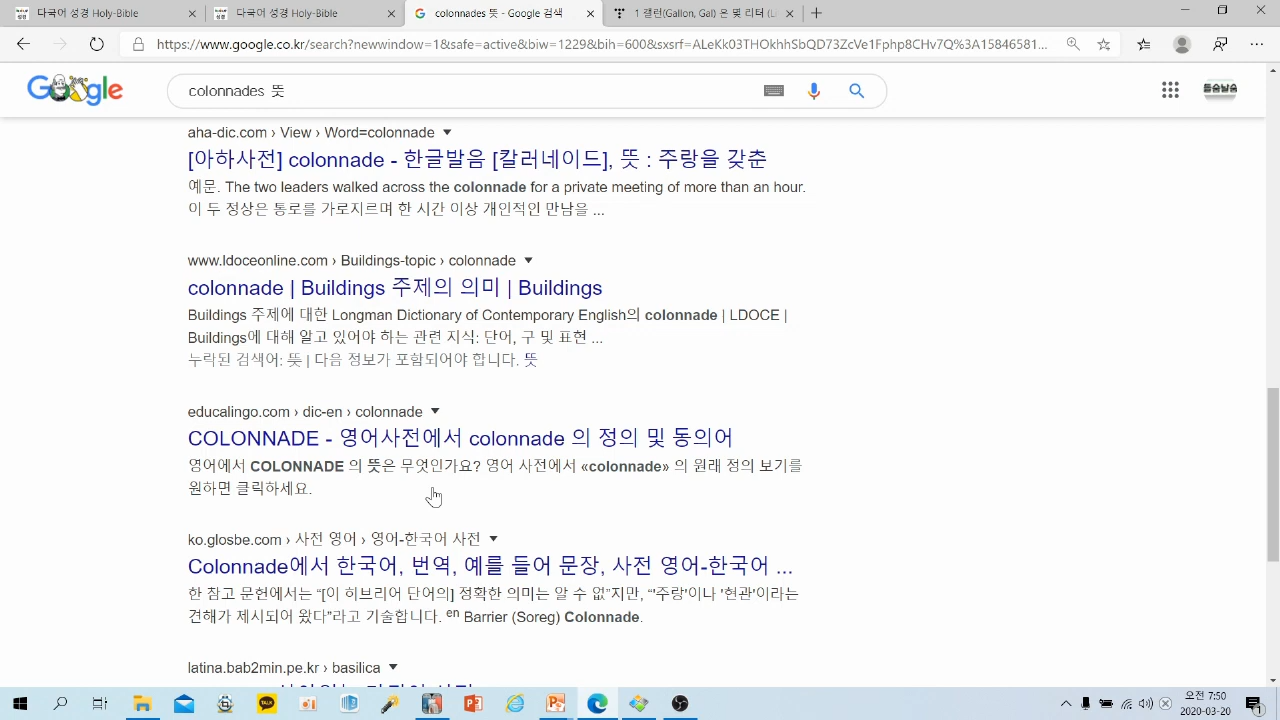 다국어 성경 Holy-Bible
다국어 성경 Holy-Bible
colonnades 뜻 - Google 검색
1 갤런(Gallon, Gal) 은 몇 리터 (L
https://www.google.co.kr/search?newwindow=1&safe=active&biw=1229&bih=600&sxsrf=ALeKk03THOkhhSbQD73ZcVe1Fphp8CHv7Q%3A15846581...
Google
colonnades 뜻
들숨날숨
aha-dic.com › View › Word=colonnade
[아하사전] colonnade - 한글발음 [칼러네이드], 뜻 : 주랑을 갖춘
예문. The two leaders walked across the colonnade for a private meeting of more than an hour.
이 두 정상은 통로를 가로지르며 한 시간 이상 개인적인 만남을 ...
www.ldoceonline.com › Buildings-topic › colonnade
colonnade | Buildings 주제의 의미 | Buildings
Buildings 주제에 대한 Longman Dictionary of Contemporary English의 colonnade | LDOCE |
Buildings에 대해 알고 있어야 하는 관련 지식: 단어, 구 및 표현 ...
누락된 검색어: 뜻 | 다음 정보가 포함되어야 합니다. 뜻
educalingo.com › dic-en › colonnade
COLONNADE - 영어사전에서 colonnade 의 정의 및 동의어
영어에서 COLONNADE 의 뜻은 무엇인가요? 영어 사전에서 «colonnade» 의 원래 정의 보기를
원하면 클릭하세요.
ko.glosbe.com › 사전 영어 › 영어-한국어 사전
Colonnade에서 한국어, 번역, 예를 들어 문장, 사전 영어-한국어 ...
한 참고 문헌에서는 “[이 히브리어 단어의] 정확한 의미는 알 수 없”지만, “'주랑'이나 '현관'이라는
견해가 제시되어 왔다”라고 기술합니다. en Barrier (Soreg) Colonnade.
latina.bab2min.pe.kr › basilica
오전 7:50
2020-03-20